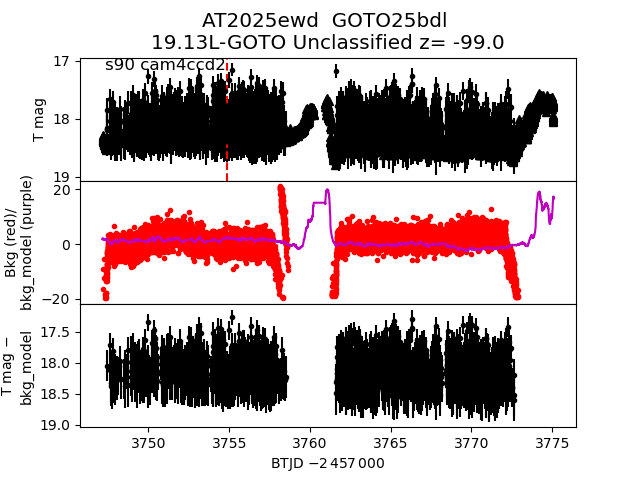 AT2025ewd  GOTO25bdl
19.13L-GOTO Unclassified z= -99.0
s90 cam4ccd2
17
18
19
T mag
20
0
−20
Bkg (red)/
bkg_model (purple)
17.5
18.0
18.5
19.0
T mag −
bkg_model
3750
3755
3760
3765
3770
3775
BTJD −2 457 000